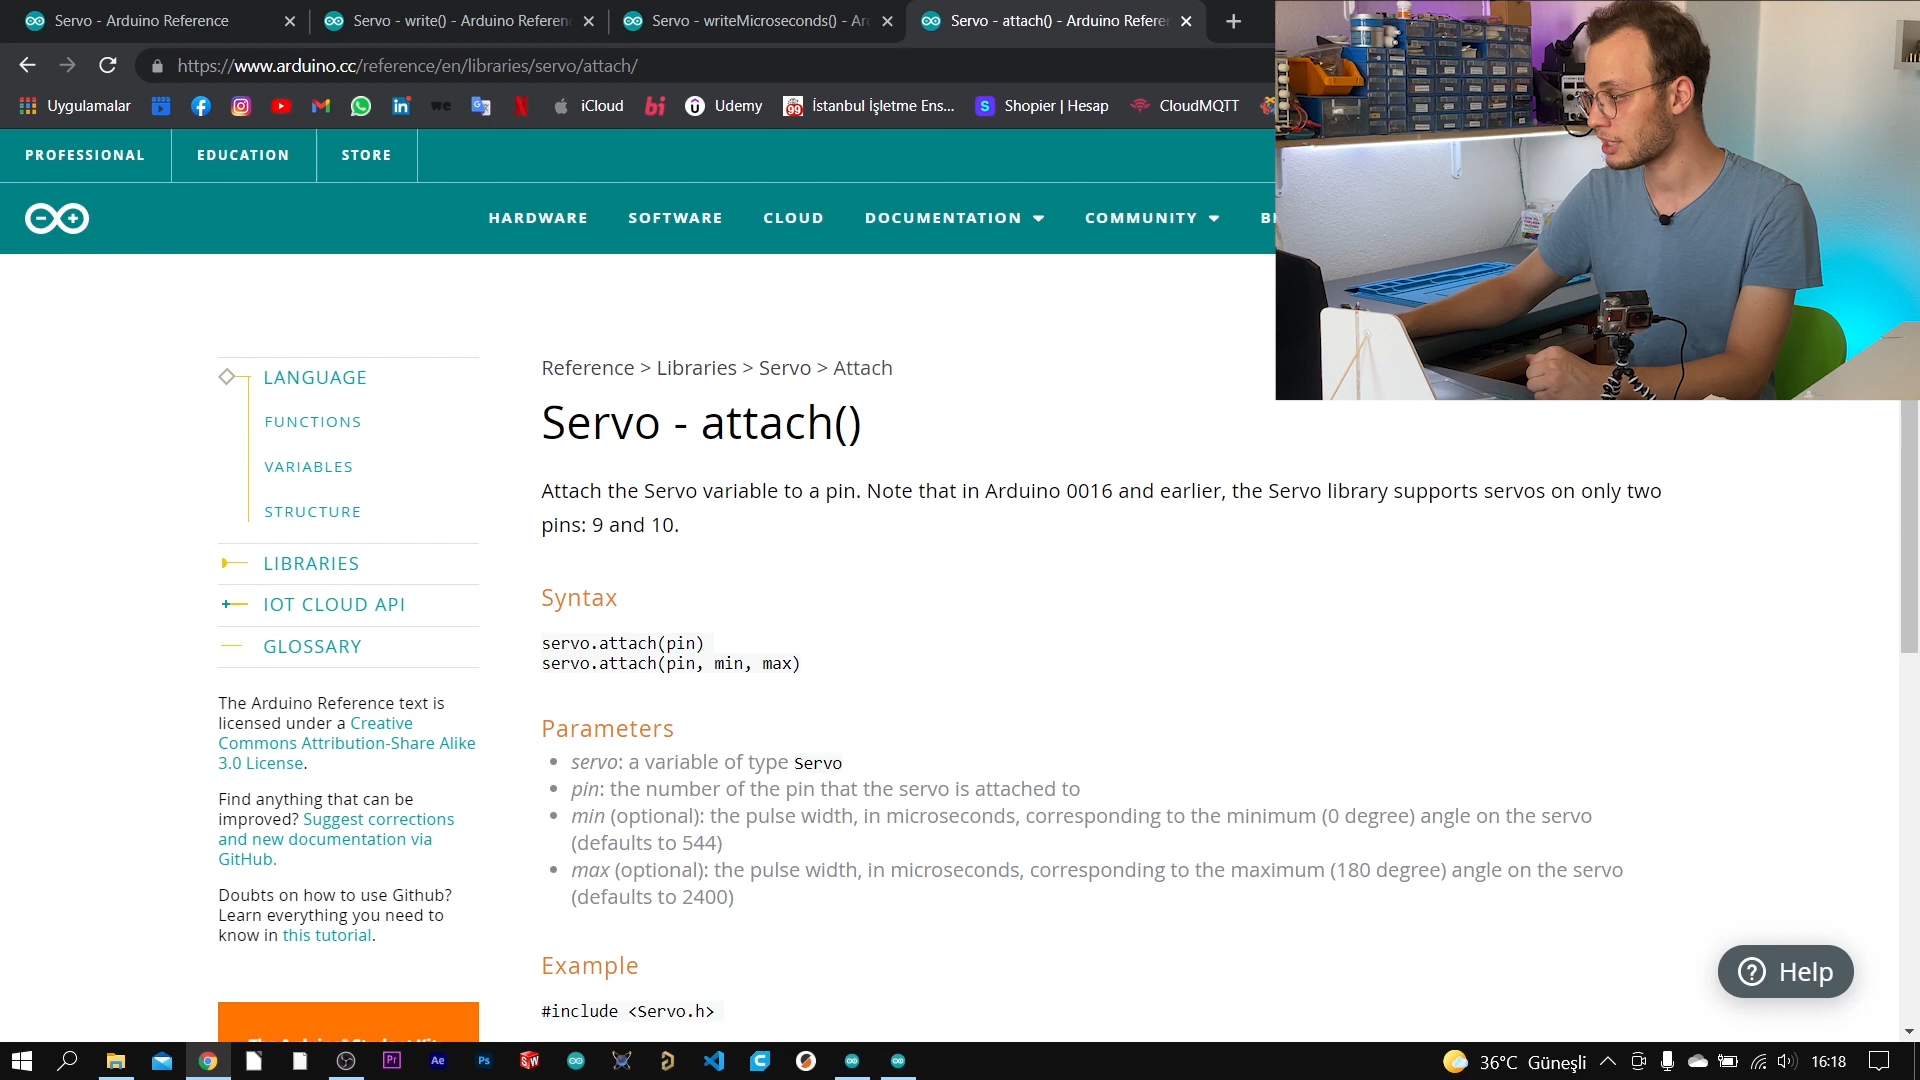 Servo - Arduino Reference
Servo - write() - Arduino Referen
Servo - writeMicroseconds() - Ar
Servo - attach() - Arduino Refere
https://www.arduino.cc/reference/en/libraries/servo/attach/
Uygulamalar
we
iCloud
bi
Udemy
99
İstanbul İşletme Ens...
S
Shopier | Hesap
CloudMQTT
PROFESSIONAL
EDUCATION
STORE
HARDWARE
SOFTWARE
CLOUD
DOCUMENTATION
COMMUNITY
Reference > Libraries > Servo > Attach
Servo - attach()
Attach the Servo variable to a pin. Note that in Arduino 0016 and earlier, the Servo library supports servos on only two
pins: 9 and 10.
Syntax
servo.attach(pin)
servo.attach(pin, min, max)
Parameters
servo: a variable of type Servo
pin: the number of the pin that the servo is attached to
min (optional): the pulse width, in microseconds, corresponding to the minimum (0 degree) angle on the servo
(defaults to 544)
max (optional): the pulse width, in microseconds, corresponding to the maximum (180 degree) angle on the servo
(defaults to 2400)
Example
#include <Servo.h>
LANGUAGE
FUNCTIONS
VARIABLES
STRUCTURE
LIBRARIES
IOT CLOUD API
GLOSSARY
The Arduino Reference text is
licensed under a Creative
Commons Attribution-Share Alike
3.0 License.
Find anything that can be
improved? Suggest corrections
and new documentation via
GitHub.
Doubts on how to use Github?
Learn everything you need to
know in this tutorial.
Help
Pr
Ae
Ps
SW
36°C Güneşli
16:18